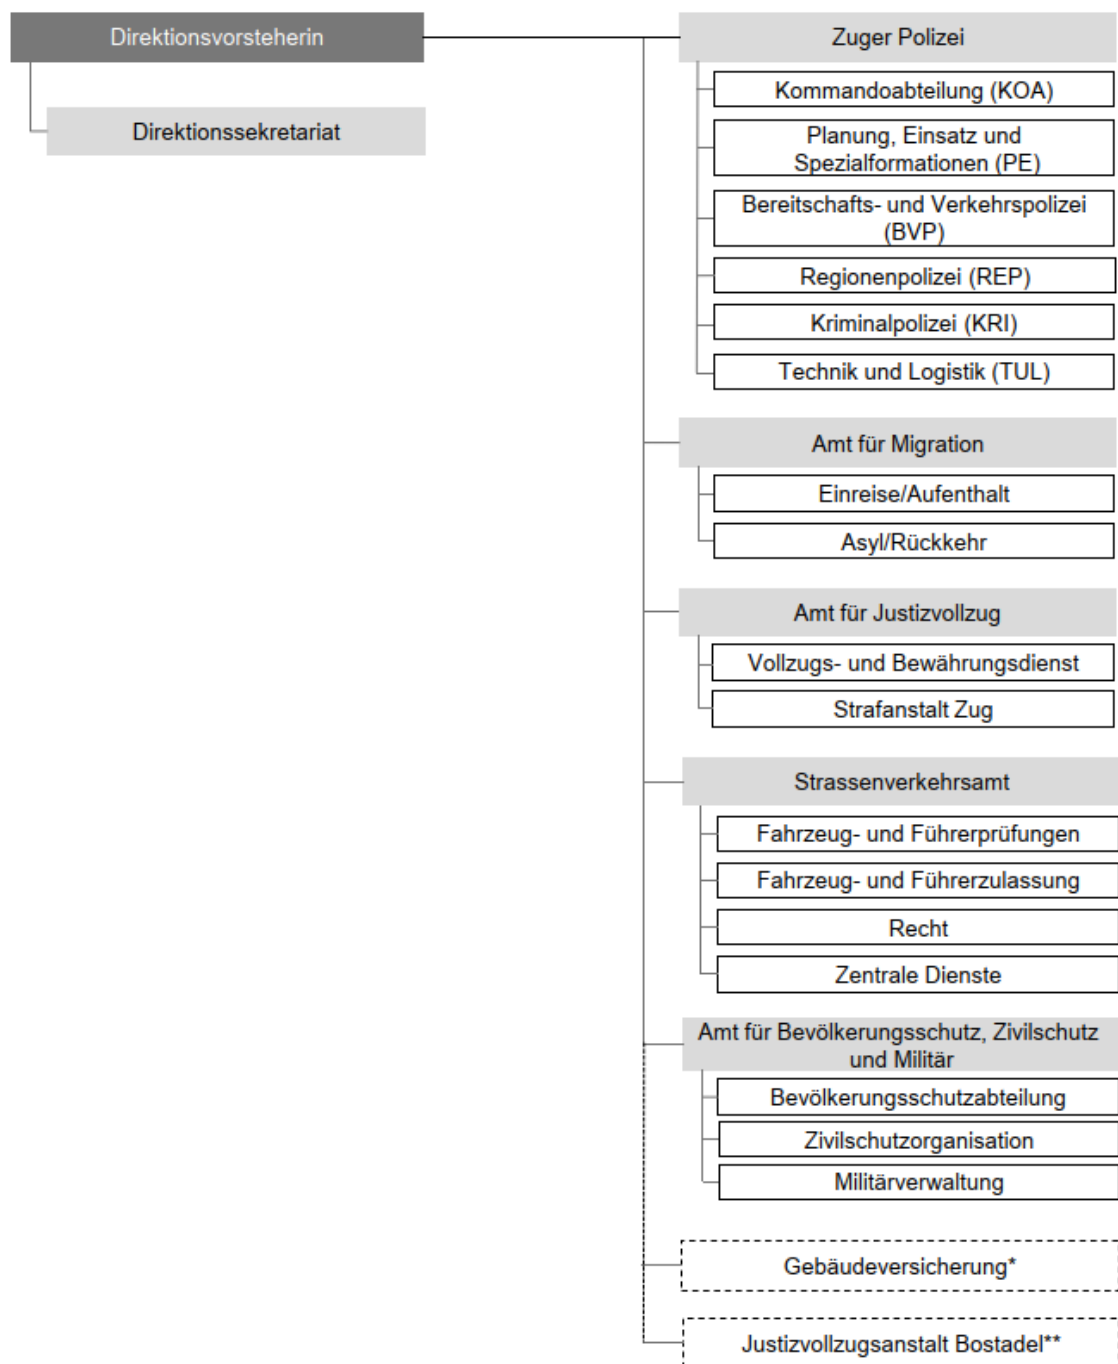 Direktionsvorsteherin
Direktionssekretariat
Zuger Polizei
Kommandoabteilung (KOA)
Planung, Einsatz und
Spezialformationen (PE)
Bereitschafts- und Verkehrspolizei
(BVP)
Regionenpolizei (REP)
Kriminalpolizei (KRI)
Technik und Logistik (TUL)
Amt für Migration
Einreise/Aufenthalt
Asyl/Rückkehr
Amt für Justizvollzug
Vollzugs- und Bewährungsdienst
Strafanstalt Zug
Strassenverkehrsamt
Fahrzeug- und Führerprüfungen
Fahrzeug- und Führerzulassung
Recht
Zentrale Dienste
Amt für Bevölkerungsschutz, Zivilschutz
und Militär
Bevölkerungsschutzabteilung
Zivilschutzorganisation
Militärverwaltung
Gebäudeversicherung*
Justizvollzugsanstalt Bostadel**